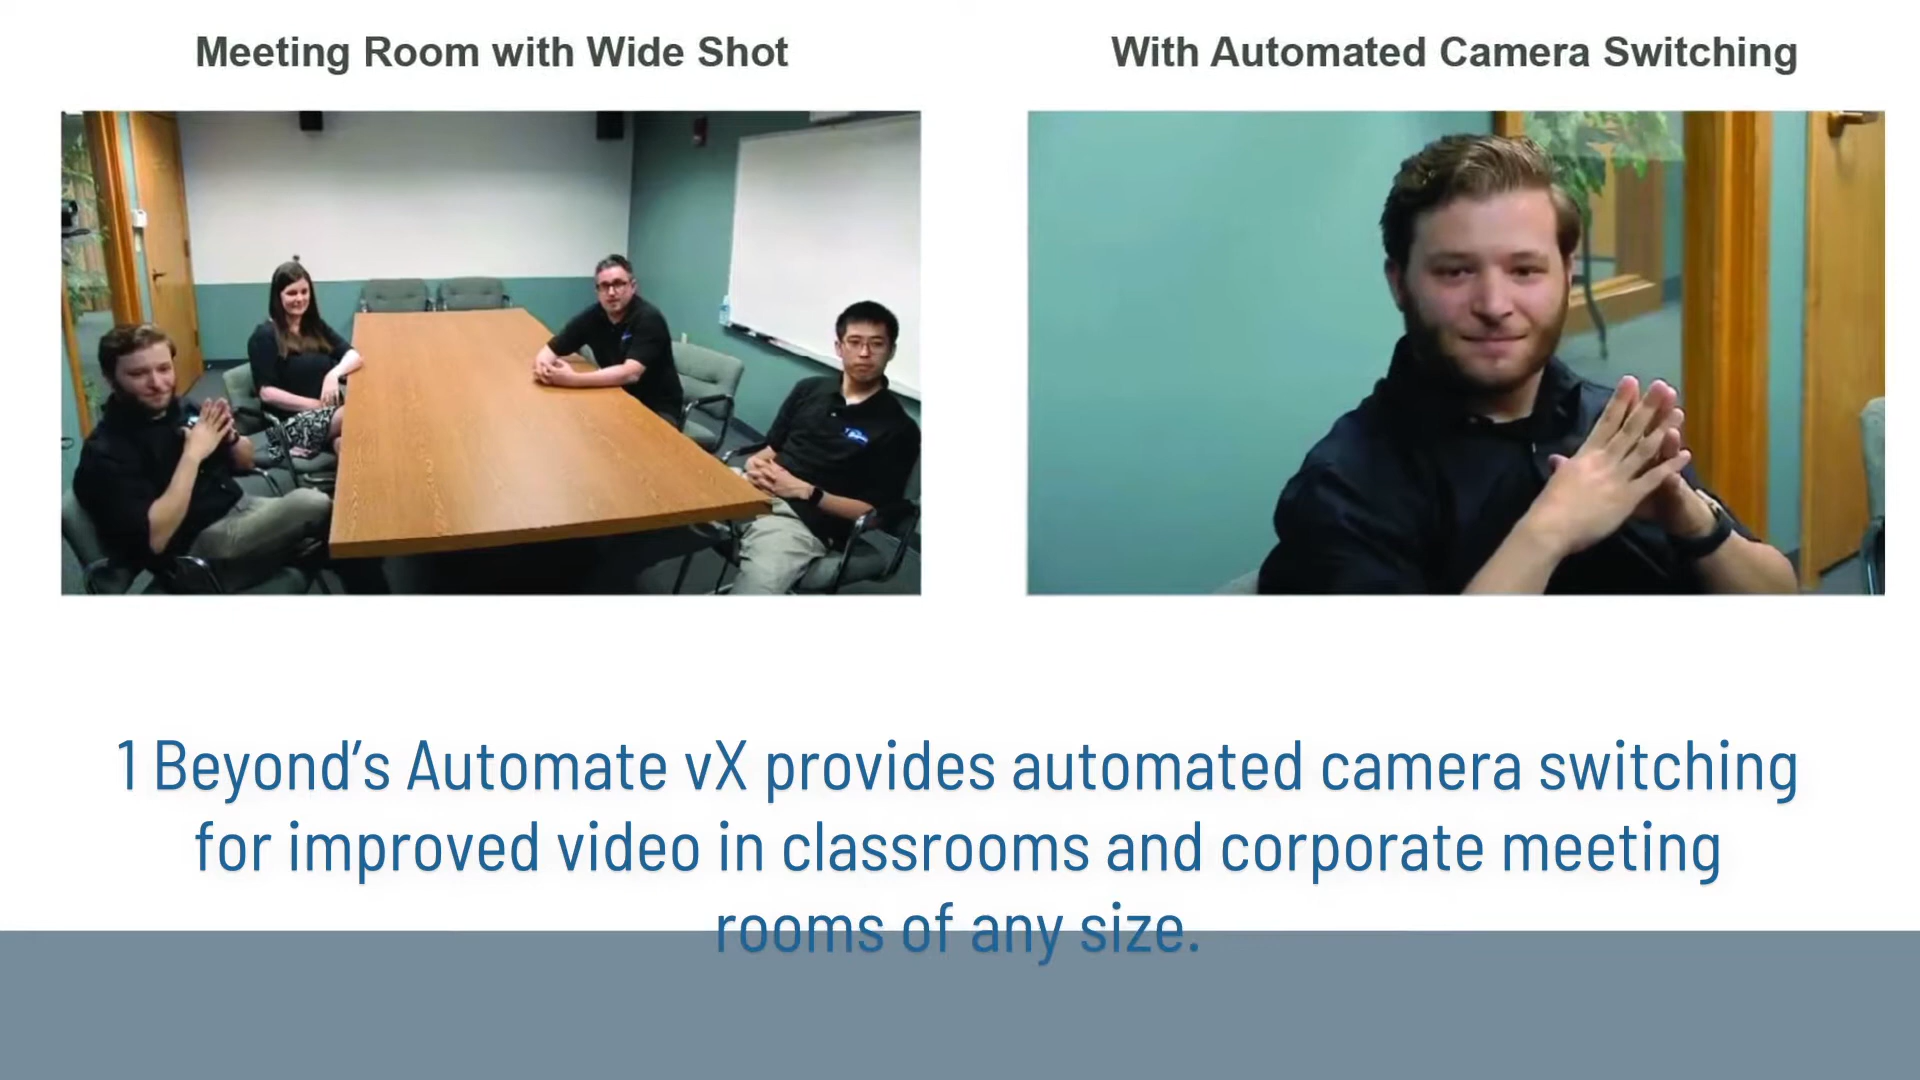 Meeting Room with Wide Shot
With Automated Camera Switching
1 Beyond's Automate vX provides automated camera switching
for improved video in classrooms and corporate meeting
rooms of any size.